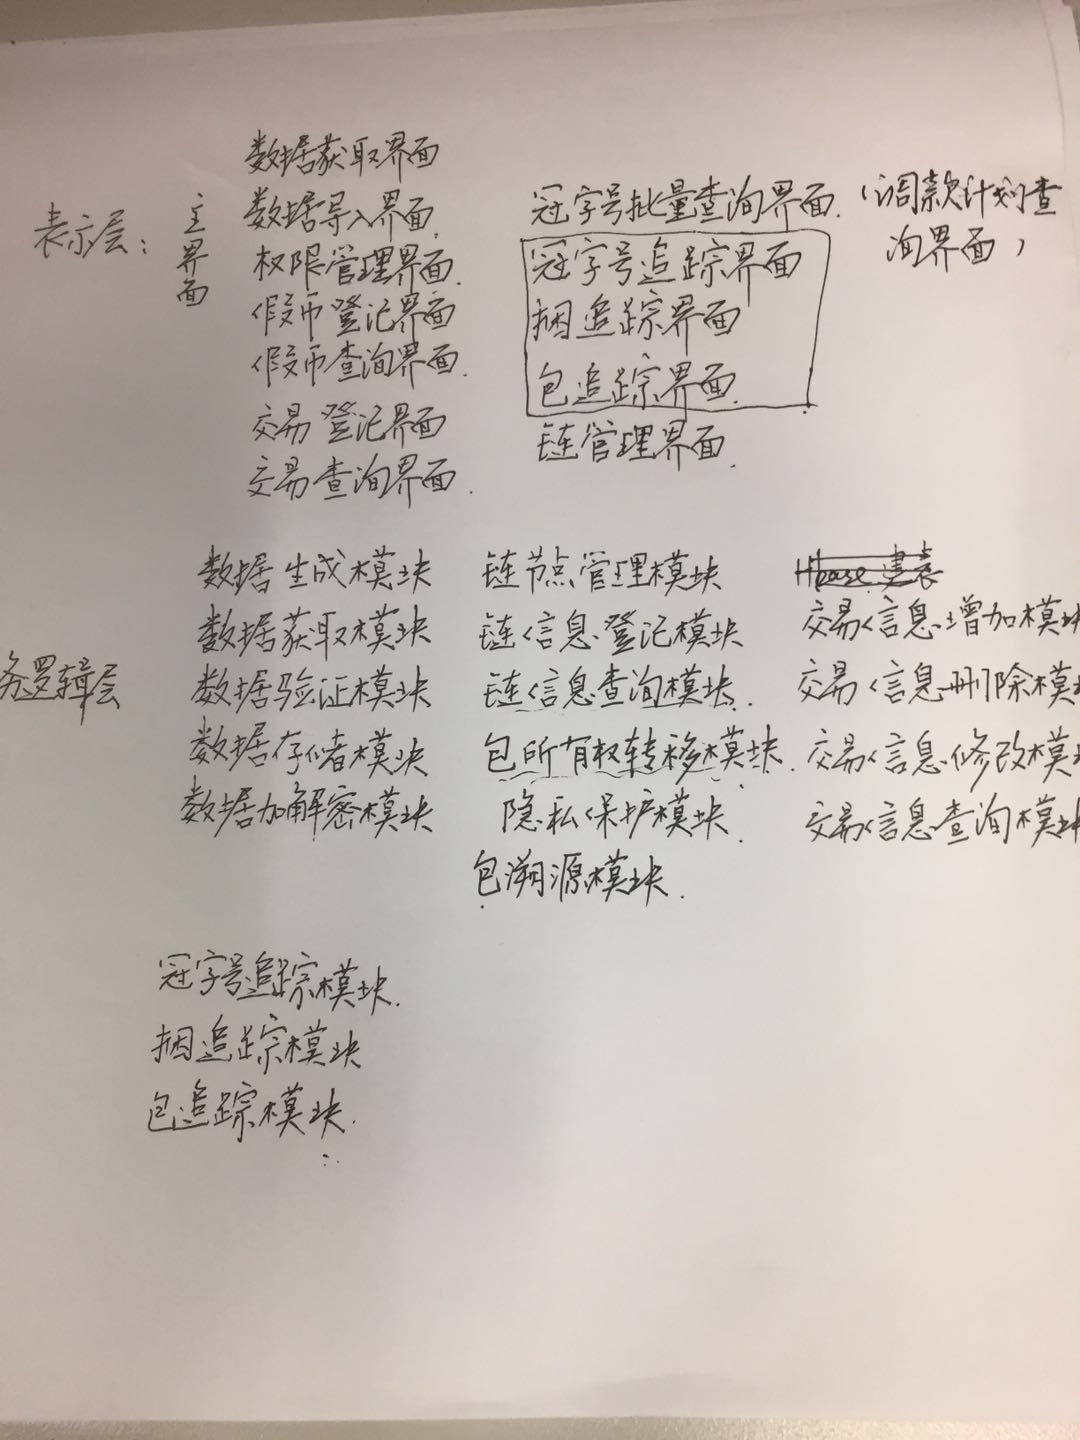 表示层：
主界面
数据获取界面
数据导入界面.
权限管理界面.
假币登记界面
假币查询界面.
交易登记界面
交易查询界面.
冠字号批量查询界面.
冠字号追踪界面
捆追踪界面
包追踪界面.
链管理界面.
(调款计划查
询界面)
务逻辑层
数据生成模块
数据获取模块
数据验证模块
数据存储模块
数据加解密模块
链节点管理模块
链信息登记模块
链信息查询模块.
包所有权转移模块.
隐私保护模块.
包溯源模块.
Hbase 建表
交易信息增加模块
交易信息删除模
交易信息修改模
交易信息查询模块
冠字号追踪模块.
捆追踪模块
包追踪模块.